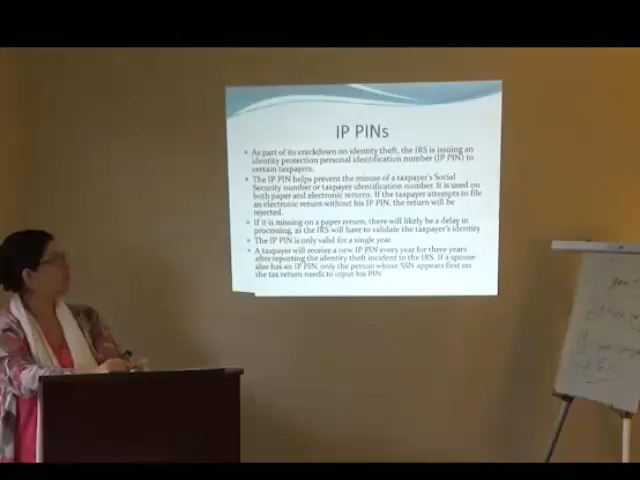 IP PINs
• As part of its crackdown on identity theft, the IRS is issuing an
identity protection personal identification number (IP PIN) to
certain taxpayers.
• The IP PIN helps prevent the misuse of a taxpayer's Social
Security number or taxpayer identification number. It is used on
both paper and electronic returns. If the taxpayer attempts to file
an electronic return without his IP PIN, the return will be
rejected.
• If it is missing on a paper return, there will likely be a delay in
processing, as the IRS will have to validate the taxpayer's identity
• The IP PIN is only valid for a single year.
• A taxpayer will receive a new IP PIN every year for three years
after reporting the identity theft incident to the IRS. If a spouse
also has an IP PIN, only the person whose SSN appears first on
the tax return needs to input his PIN